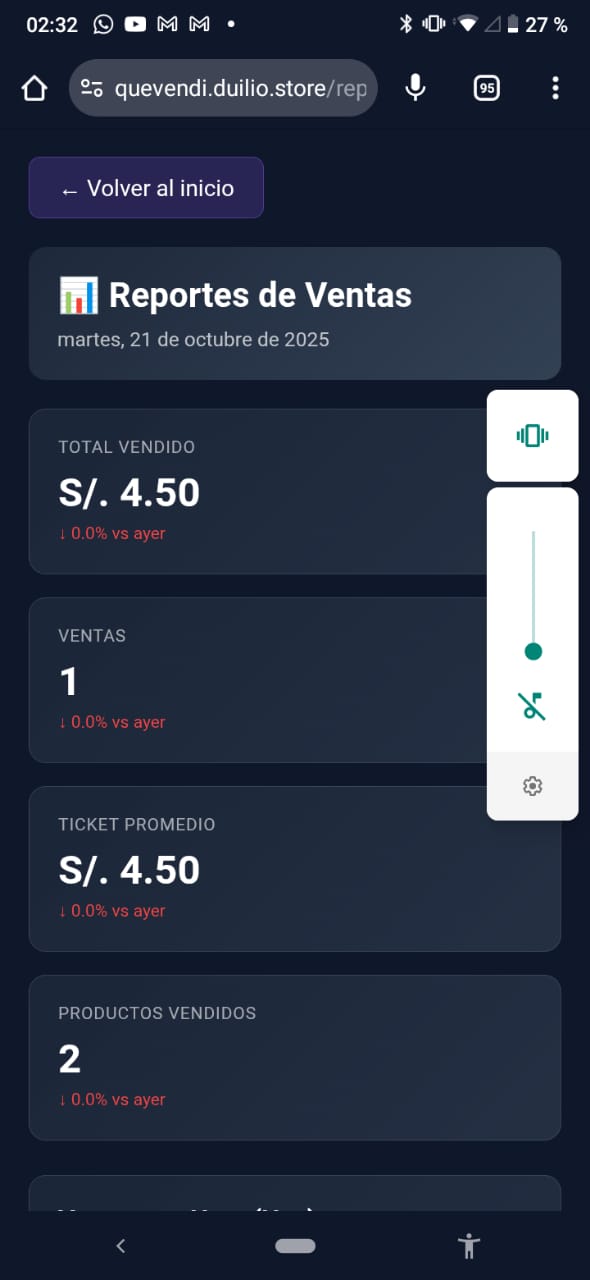 02:32
27 %
quevendi.duilio.store/rep
95
← Volver al inicio
📊 Reportes de Ventas
martes, 21 de octubre de 2025
TOTAL VENDIDO
S/. 4.50
↓ 0.0% vs ayer
VENTAS
1
↓ 0.0% vs ayer
TICKET PROMEDIO
S/. 4.50
↓ 0.0% vs ayer
PRODUCTOS VENDIDOS
2
↓ 0.0% vs ayer